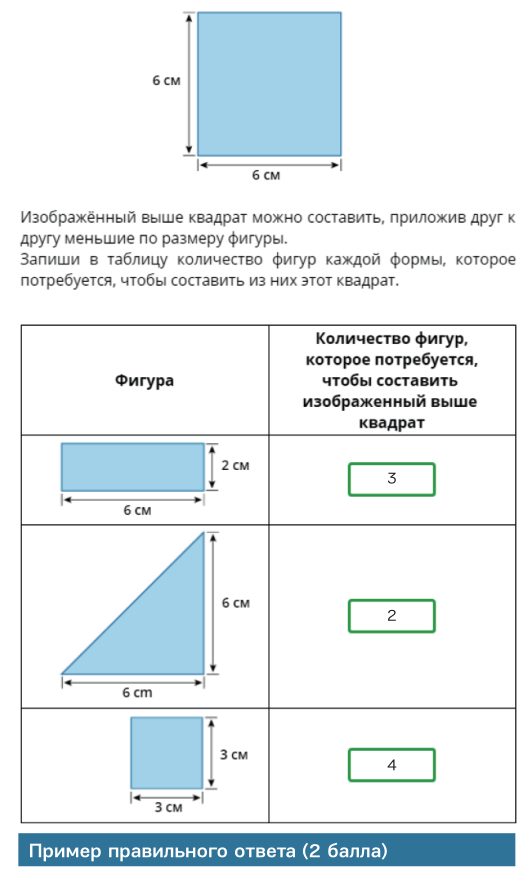 6 см
6 см
Изображённый выше квадрат можно составить, приложив друг к
другу меньшие по размеру фигуры.
Запиши в таблицу количество фигур каждой формы, которое
потребуется, чтобы составить из них этот квадрат.
Фигура
Количество фигур,
которое потребуется,
чтобы составить
изображенный выше
квадрат
2 см
6 см
3
6 см
6 cm
2
3 см
3 см
4
Пример правильного ответа (2 балла)